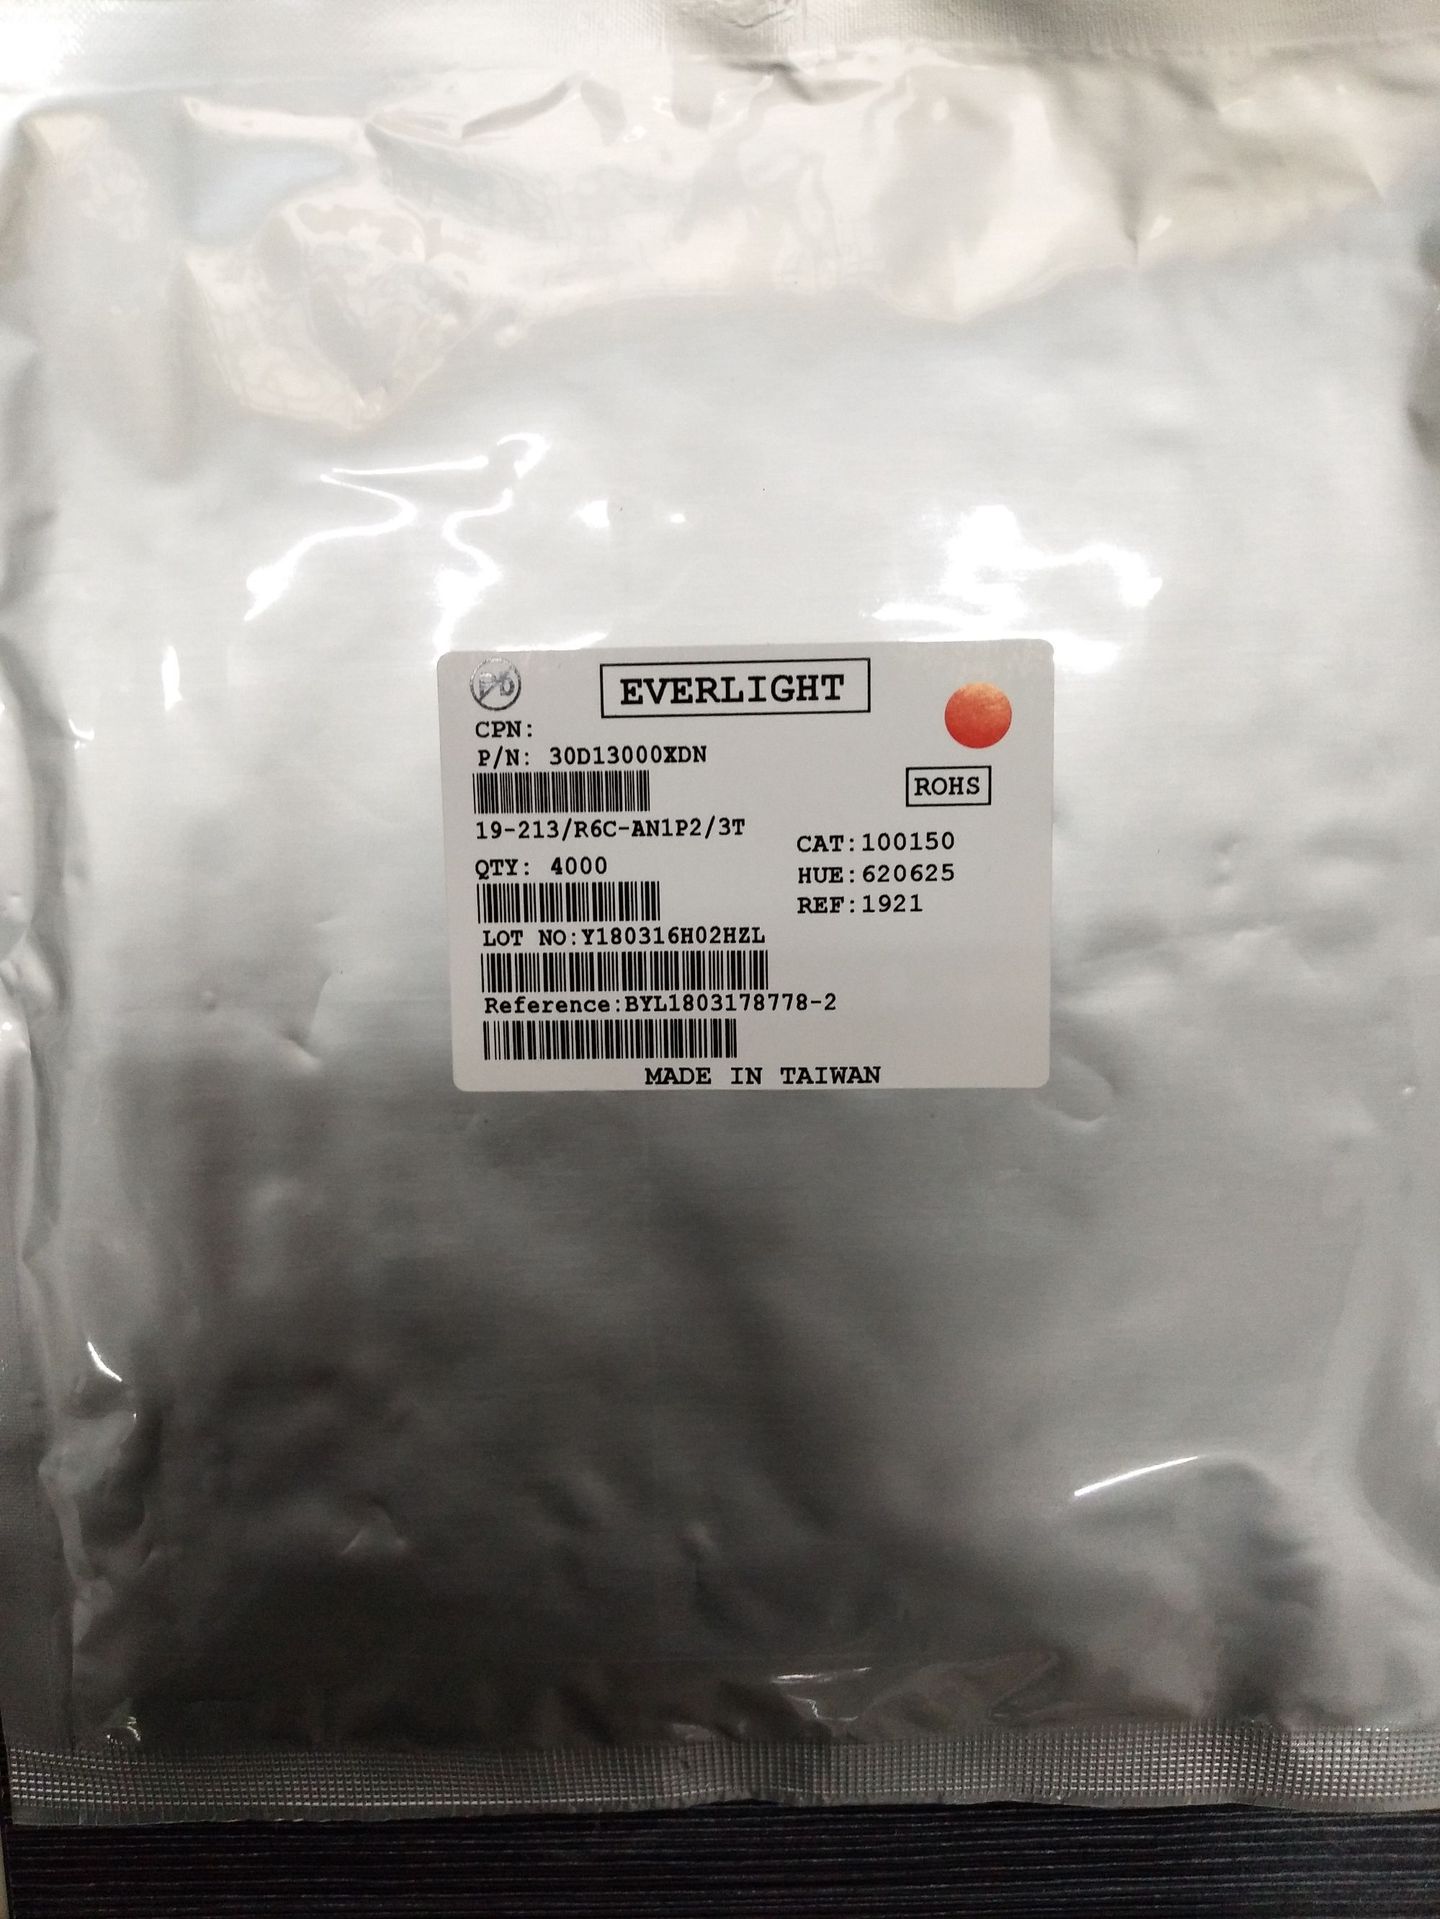 Pb
EVERLIGHT
CPN:
P/N: 30D13000XDN
ROHS
19-213/R6C-AN1P2/3T
CAT:100150
QTY: 4000
HUE:620625
REF:1921
LOT NO:Y180316H02HZL
Reference:BYL1803178778-2
MADE IN TAIWAN